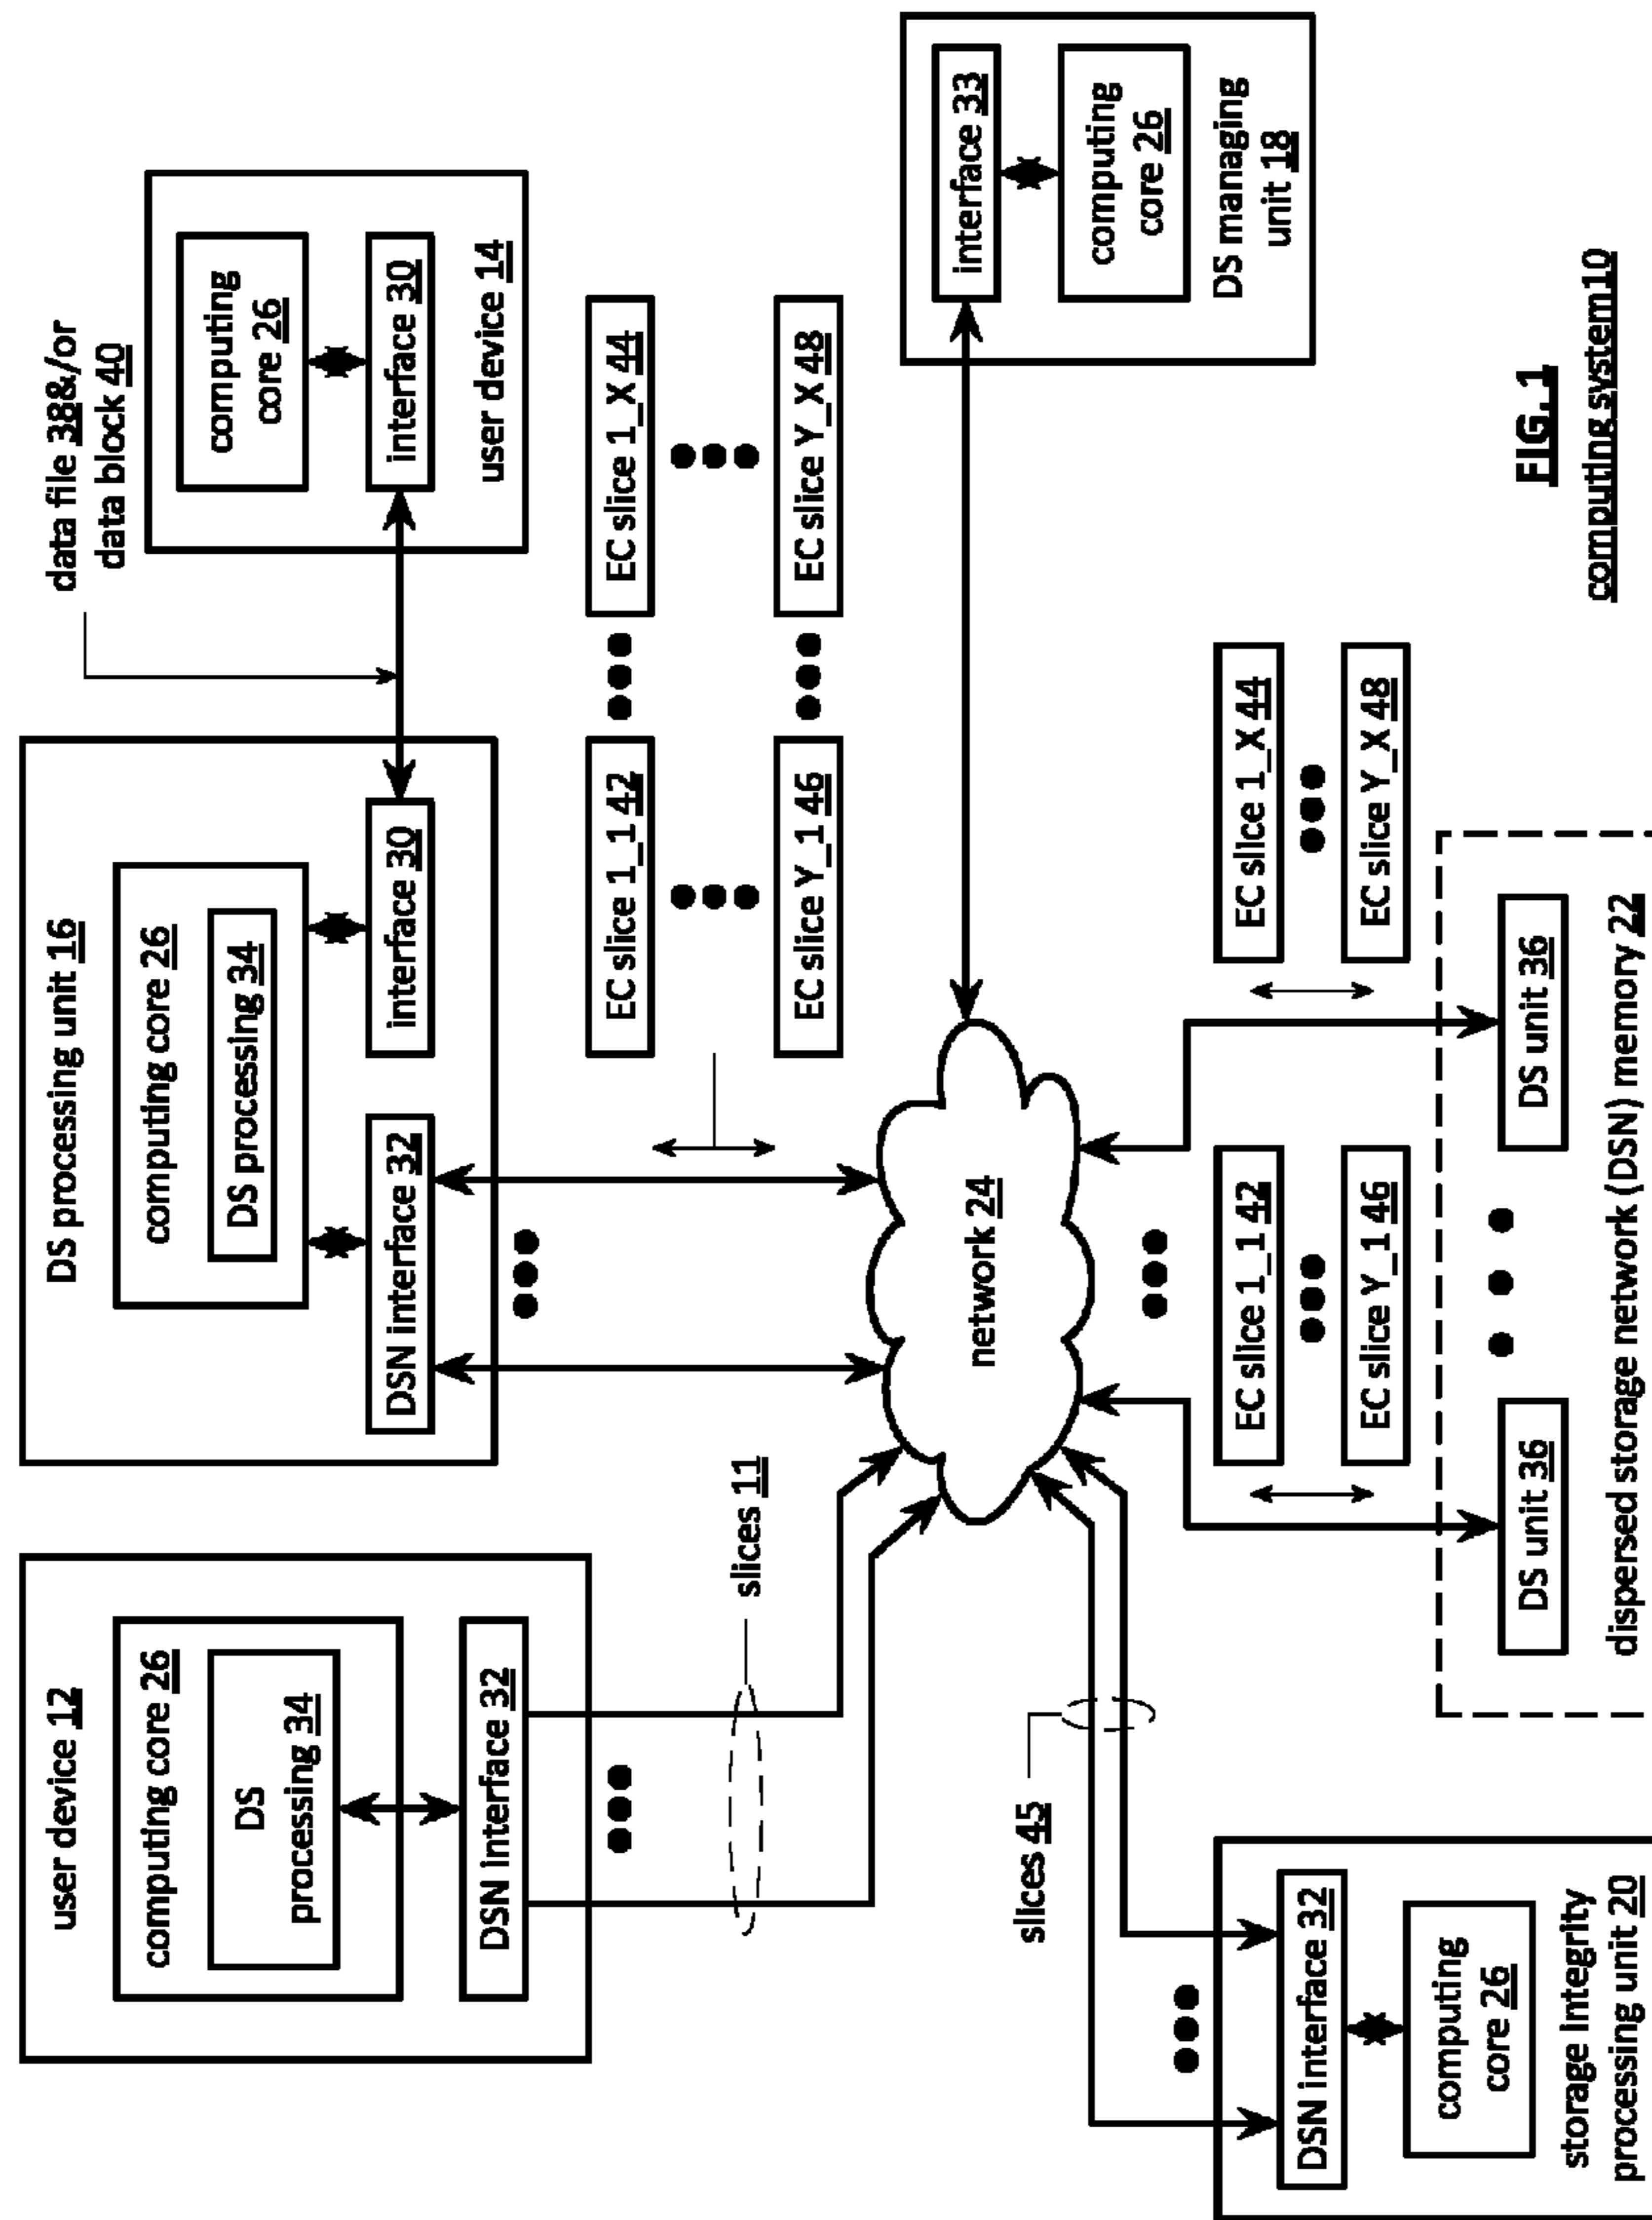 user device 12
computing core 26
DS
processing 34
DSN interface 32
DS processing unit 16
computing core 26
DS processing 34
DSN interface 32
interface 30
data file 38&/or
data block 40
computing
core 26
interface 30
user device 14
slices 11
EC slice 1_1 42
EC slice 1_X 44
EC slice Y_1 46
EC slice Y_X 48
network 24
interface 33
computing
core 26
DS managing
unit 18
slices 45
DSN interface 32
computing
core 26
storage integrity
processing unit 20
EC slice 1_1 42
EC slice Y_1 46
EC slice 1_X 44
EC slice Y_X 48
DS unit 36
DS unit 36
dispersed storage network (DSN) memory 22
FIG. 1
computing system10